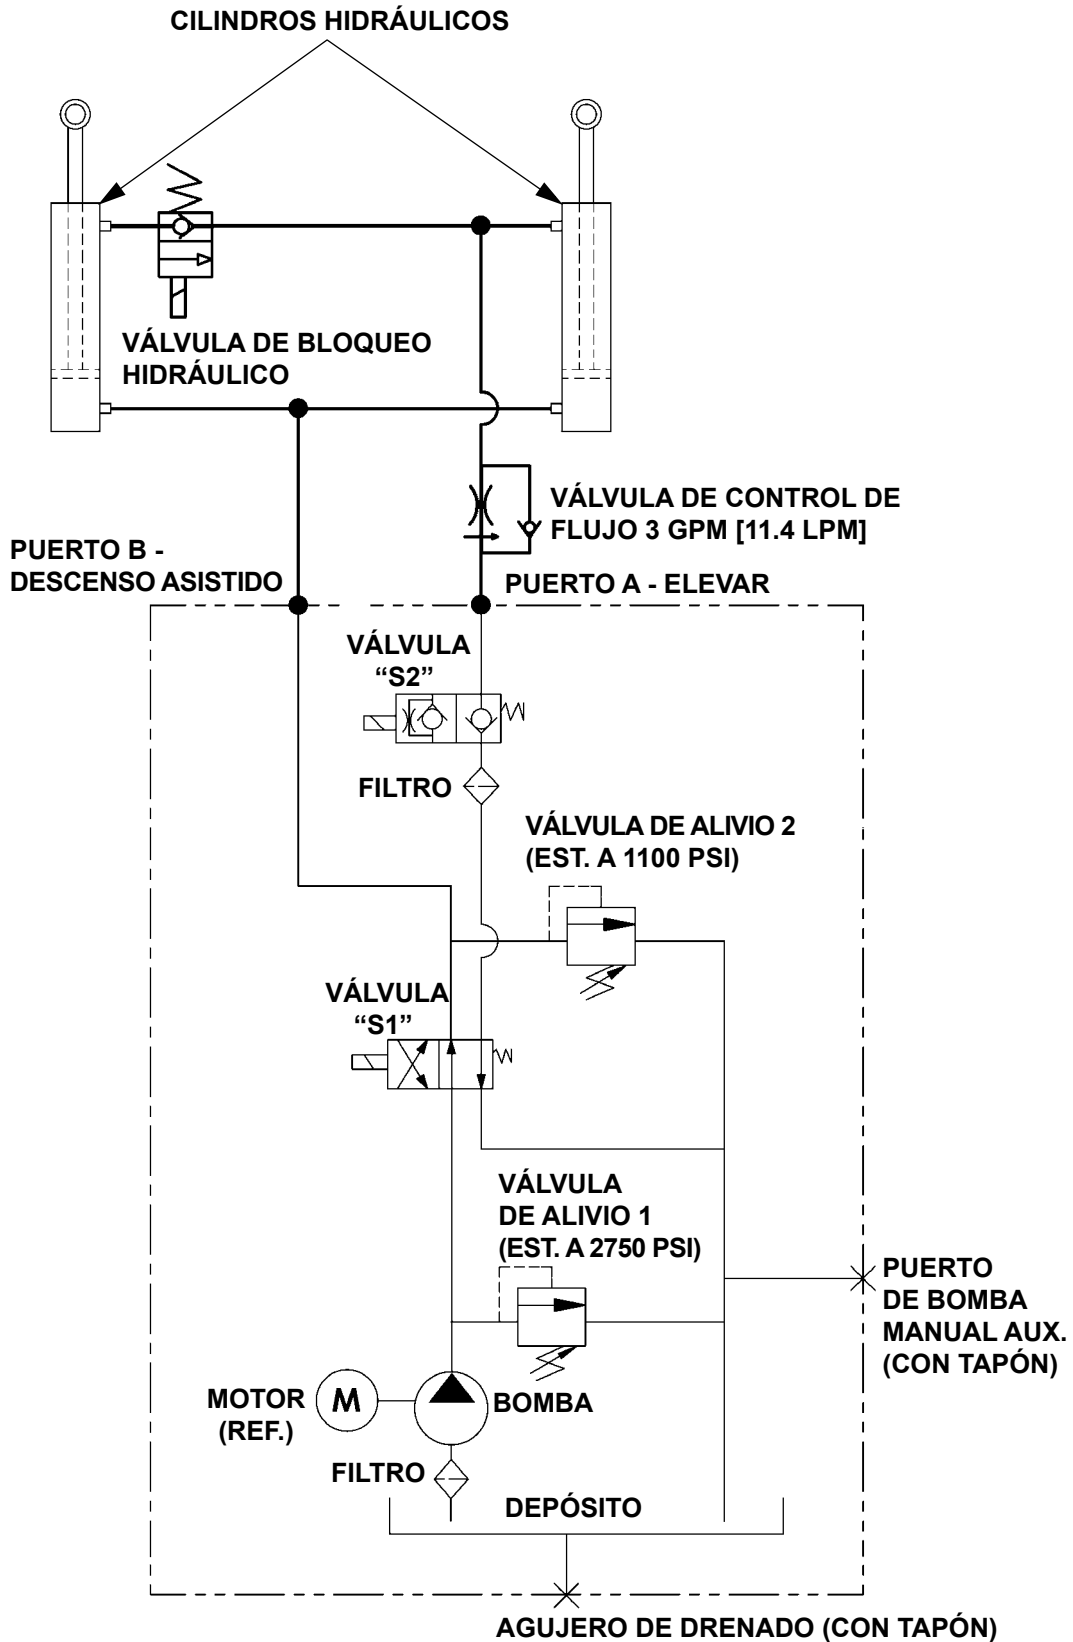 CILINDROS HIDRÁULICOS
VÁLVULA DE BLOQUEO
HIDRÁULICO
VÁLVULA DE CONTROL DE
FLUJO 3 GPM [11.4 LPM]
PUERTO B -
DESCENSO ASISTIDO
PUERTO A - ELEVAR
VÁLVULA
“S2”
FILTRO
VÁLVULA DE ALIVIO 2
(EST. A 1100 PSI)
VÁLVULA
“S1”
VÁLVULA
DE ALIVIO 1
(EST. A 2750 PSI)
PUERTO
DE BOMBA
MANUAL AUX.
(CON TAPÓN)
MOTOR
(REF.)
M
BOMBA
FILTRO
DEPÓSITO
AGUJERO DE DRENADO (CON TAPÓN)